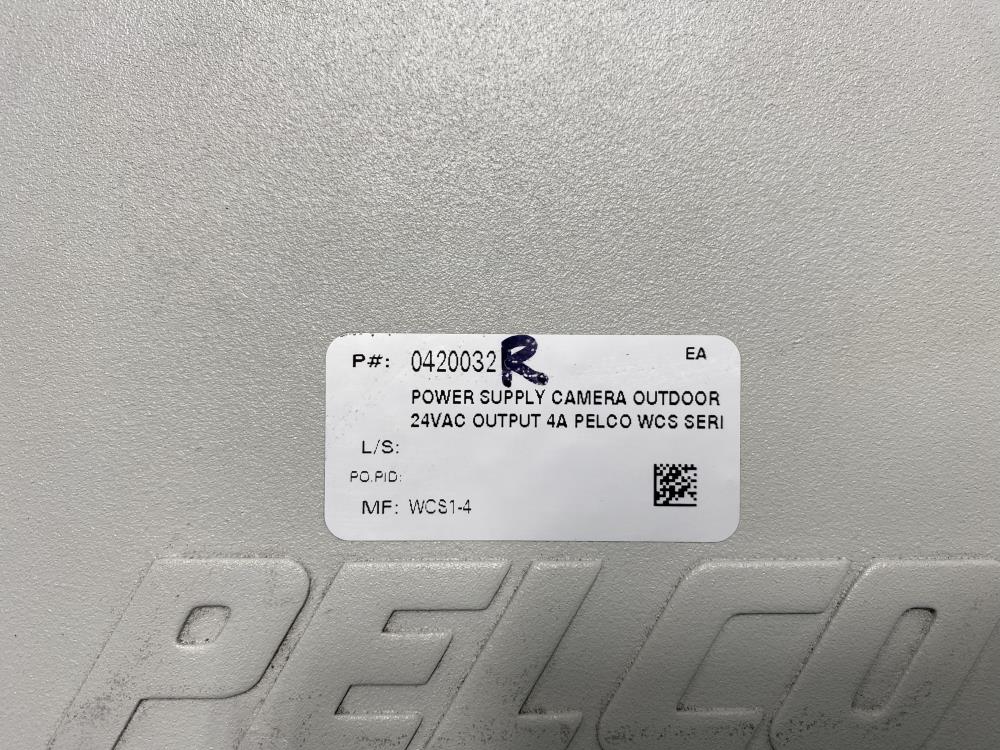 P#: 0420032R EA
POWER SUPPLY CAMERA OUTDOOR
24VAC OUTPUT 4A PELCO WCS SERI
L/S:
PO.PID:
MF: WCS1-4
PELCO